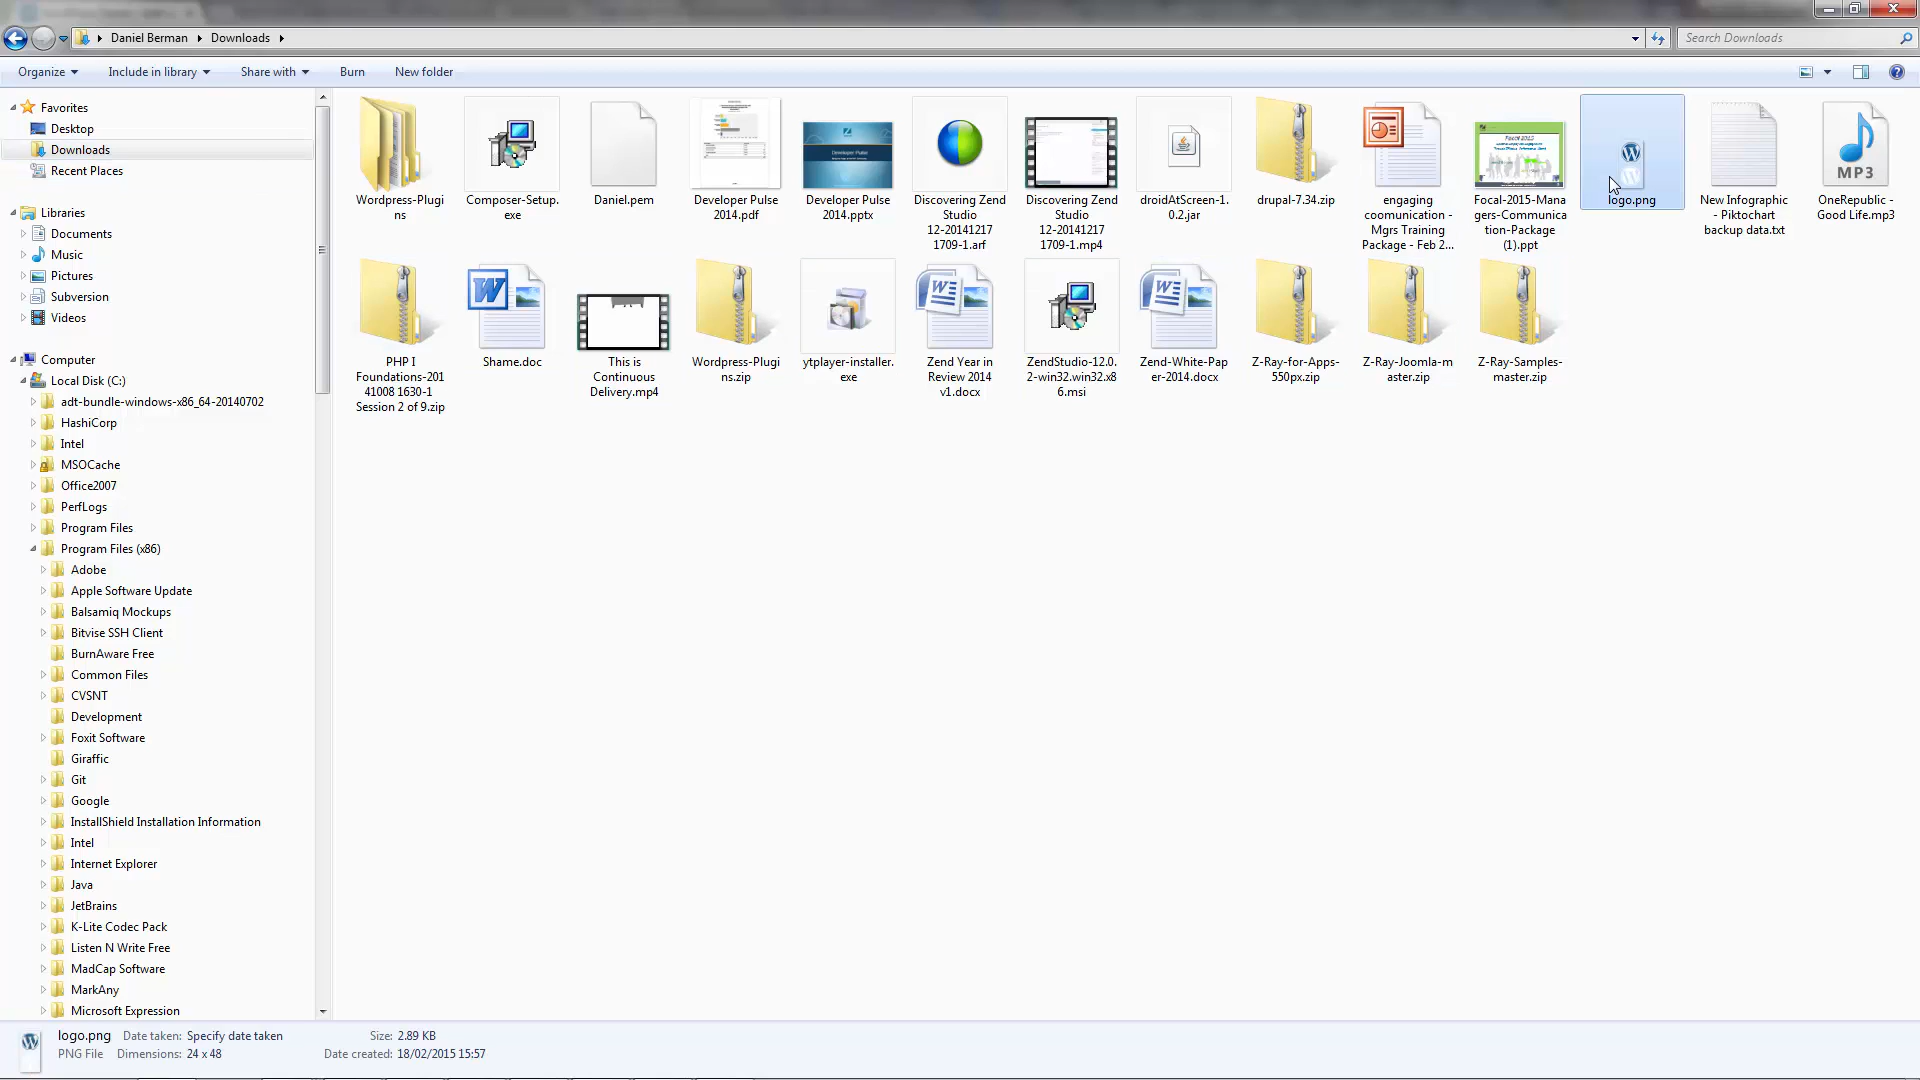 Daniel Berman Downloads
Search Downloads
Organize Include in library Share with Burn New folder
Favorites
Desktop
Downloads
Recent Places
Libraries
Documents
Music
Pictures
Subversion
Videos
Computer
Local Disk (C:)
adt-bundle-windows-x86_64-20140702
HashiCorp
Intel
MSOCache
Office2007
PerfLogs
Program Files
Program Files (x86)
Adobe
Apple Software Update
Balsamiq Mockups
Bitvise SSH Client
BurnAware Free
Common Files
CVSNT
Development
Foxit Software
Giraffic
Git
Google
InstallShield Installation Information
Intel
Internet Explorer
Java
JetBrains
K-Lite Codec Pack
Listen N Write Free
MadCap Software
MarkAny
Microsoft Expression
Wordpress-Plugi
ns
Composer-Setup.
exe
Daniel.pem
Developer Pulse
2014.pdf
Developer Pulse
Developer Pulse
2014.pptx
Discovering Zend
Studio
12-20141217
1709-1.arf
Discovering Zend
Studio
12-20141217
1709-1.mp4
droidAtScreen-1.
0.2.jar
drupal-7.34.zip
engaging
coomunication -
Mgrs Training
Package - Feb 2...
Focal-2015-Mana
gers-Communica
tion-Package
(1).ppt
logo.png
New Infographic
- Piktochart
backup data.txt
MP3
OneRepublic -
Good Life.mp3
PHP I
Foundations-201
41008 1630-1
Session 2 of 9.zip
Shame.doc
This is
Continuous
Delivery.mp4
Wordpress-Plugi
ns.zip
ytplayer-installer.
exe
Zend Year in
Review 2014
v1.docx
ZendStudio-12.0.
2-win32.win32.x8
6.msi
Zend-White-Pap
er-2014.docx
Z-Ray-for-Apps-
550px.zip
Z-Ray-Joomla-m
aster.zip
Z-Ray-Samples-
master.zip
logo.png Date taken: Specify date taken Size: 2.89 KB
PNG File Dimensions: 24 x 48 Date created: 18/02/2015 15:57